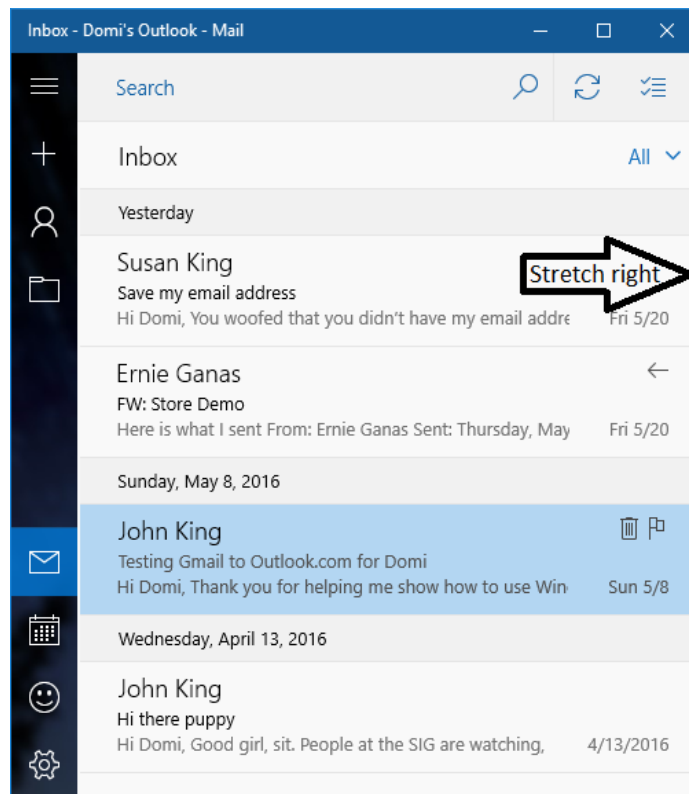 Inbox - Domi's Outlook - Mail
Search
Inbox
All
Yesterday
Susan King
Stretch right
Save my email address
Hi Domi, You woofed that you didn't have my email addre
Fri 5/20
Ernie Ganas
FW: Store Demo
Here is what I sent From: Ernie Ganas Sent: Thursday, May
Fri 5/20
Sunday, May 8, 2016
John King
Testing Gmail to Outlook.com for Domi
Hi Domi, Thank you for helping me show how to use Win
Sun 5/8
Wednesday, April 13, 2016
John King
Hi there puppy
Hi Domi, Good girl, sit. People at the SIG are watching,
4/13/2016